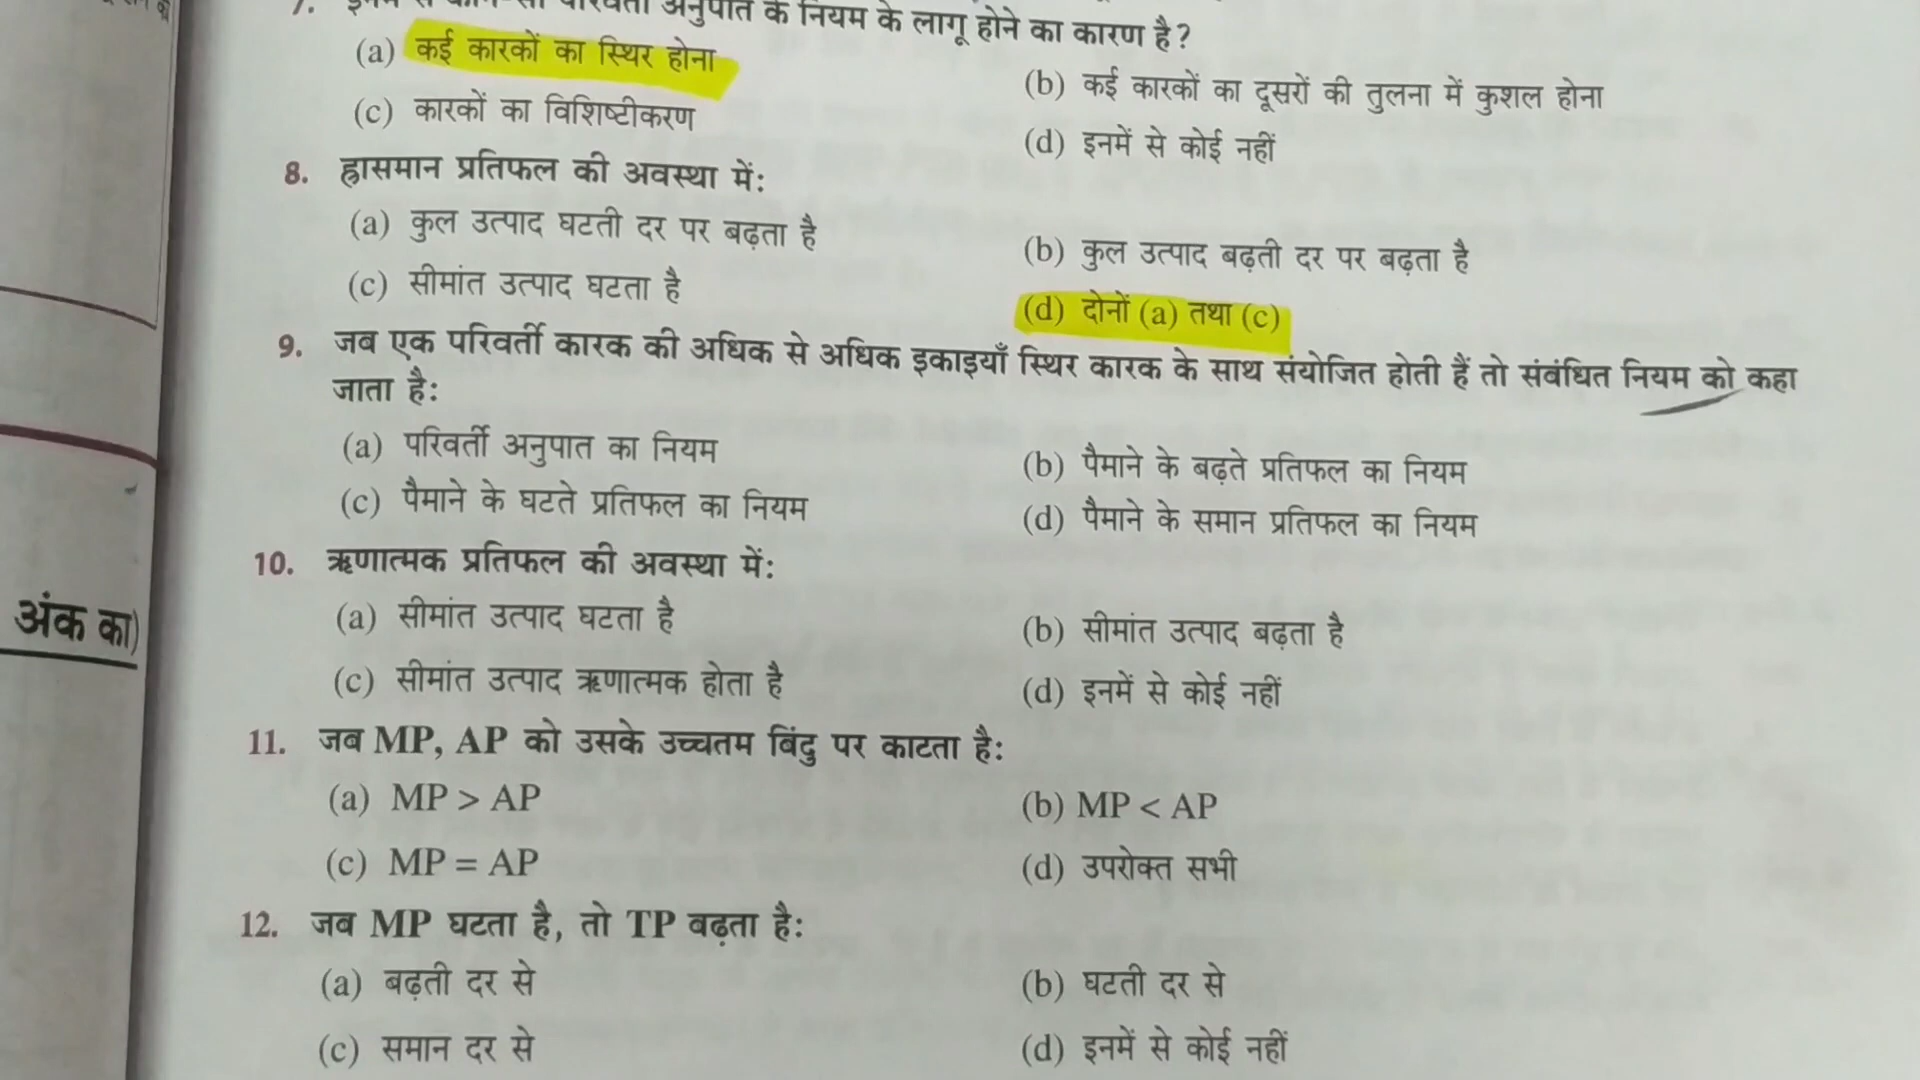 7. के नियम के लागू होने का कारण है?
(a) कई कारकों का स्थिर होना
(b) कई कारकों का दूसरों की तुलना में कुशल होना
(c) कारकों का विशिष्टीकरण
(d) इनमें से कोई नहीं
8. ह्रासमान प्रतिफल की अवस्था में:
(a) कुल उत्पाद घटती दर पर बढ़ता है
(b) कुल उत्पाद बढ़ती दर पर बढ़ता है
(c) सीमांत उत्पाद घटता है
(d) दोनों (a) तथा (c)
9. जब एक परिवर्ती कारक की अधिक से अधिक इकाइयाँ स्थिर कारक के साथ संयोजित होती हैं तो संबंधित नियम को कहा
जाता है:
(a) परिवर्ती अनुपात का नियम
(b) पैमाने के बढ़ते प्रतिफल का नियम
(c) पैमाने के घटते प्रतिफल का नियम
(d) पैमाने के समान प्रतिफल का नियम
10. ऋणात्मक प्रतिफल की अवस्था में:
(a) सीमांत उत्पाद घटता है
(b) सीमांत उत्पाद बढ़ता है
(c) सीमांत उत्पाद ऋणात्मक होता है
(d) इनमें से कोई नहीं
11. जब MP, AP को उसके उच्चतम बिंदु पर काटता है:
(a) MP > AP
(b) MP < AP
(c) MP = AP
(d) उपरोक्त सभी
12. जब MP घटता है, तो TP बढ़ता है:
(a) बढ़ती दर से
(b) घटती दर से
(c) समान दर से
(d) इनमें से कोई नहीं
अंक का)